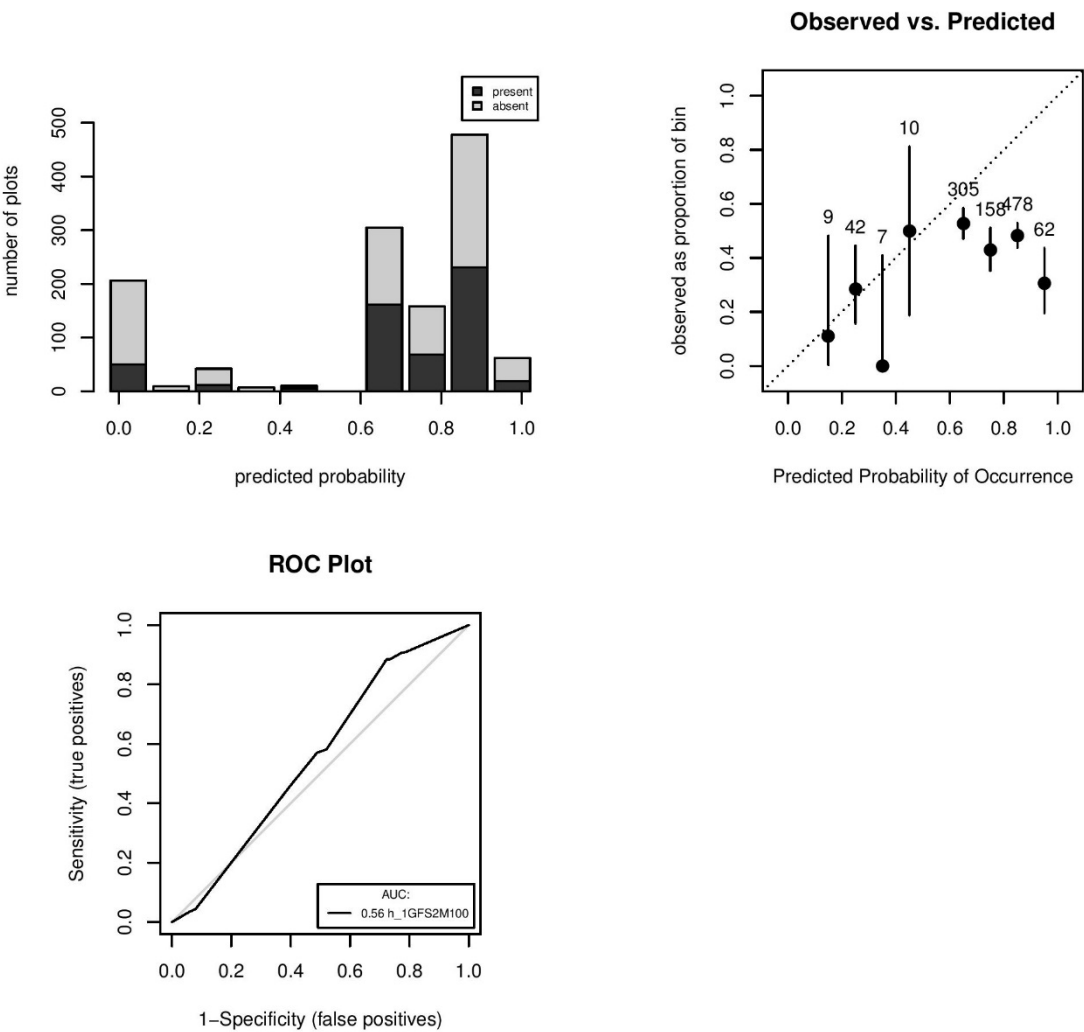 number of plots
500
400
300
200
100
0
present
absent
0.0 0.2 0.4 0.6 0.8 1.0
predicted probability
Observed vs. Predicted
observed as proportion of bin
1.0
0.8
0.6
0.4
0.2
0.0
9
42
7
10
305
158
478
62
0.0 0.2 0.4 0.6 0.8 1.0
Predicted Probability of Occurrence
ROC Plot
Sensitivity (true positives)
1.0
0.8
0.6
0.4
0.2
0.0
AUC:
0.56 h_1GFS2M100
0.0 0.2 0.4 0.6 0.8 1.0
1−Specificity (false positives)